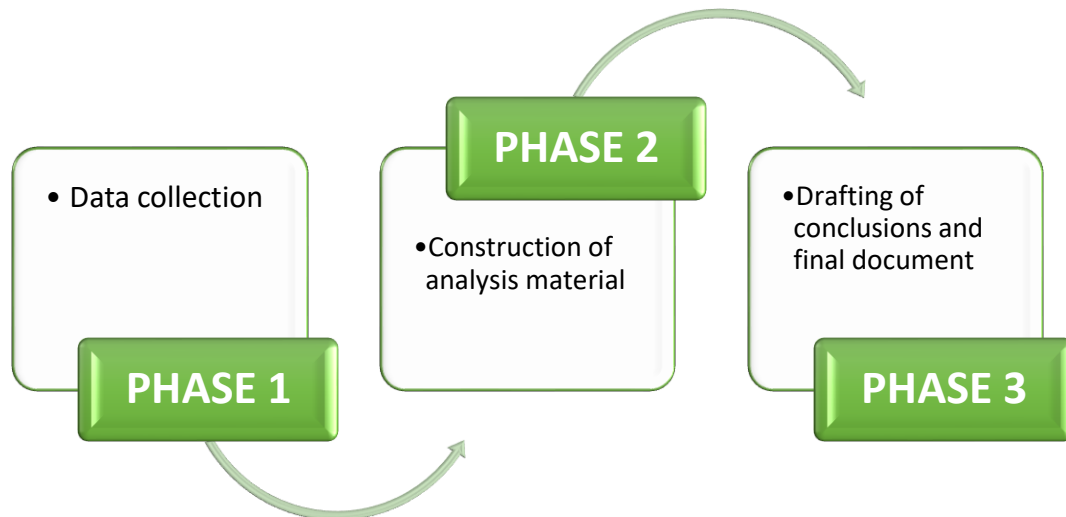 • Data collection
PHASE 1
PHASE 2
•Construction of
analysis material
•Drafting of
conclusions and
final document
PHASE 3